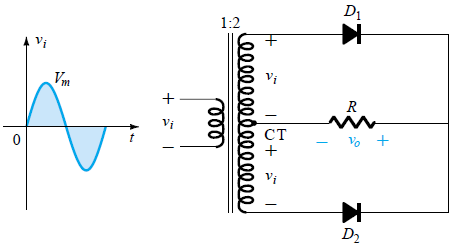 v_i
V_m
0
t
1:2
+
v_i
−
+
v_i
−
CT
+
v_i
−
D_1
R
− v_o +
D_2